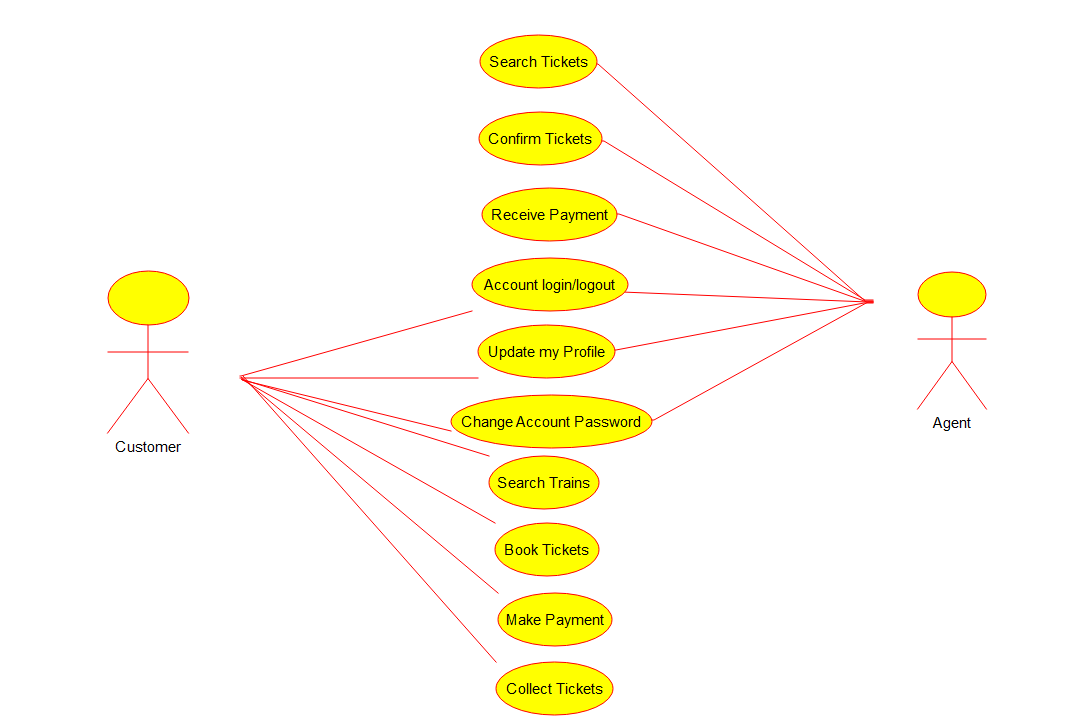 Search Tickets
Confirm Tickets
Receive Payment
Account login/logout
Update my Profile
Change Account Password
Search Trains
Book Tickets
Make Payment
Collect Tickets
Customer
Agent